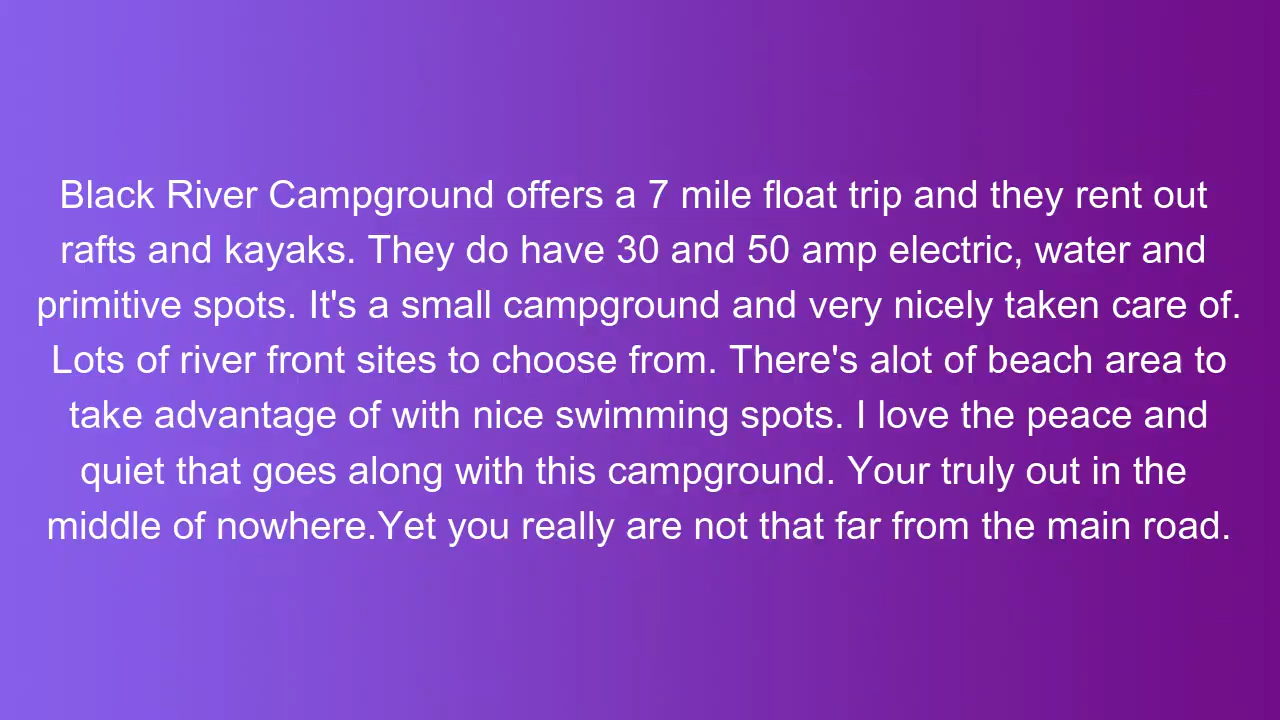 Black River Campground offers a 7 mile float trip and they rent out
rafts and kayaks. They do have 30 and 50 amp electric, water and
primitive spots. It's a small campground and very nicely taken care of.
Lots of river front sites to choose from. There's alot of beach area to
take advantage of with nice swimming spots. I love the peace and
quiet that goes along with this campground. Your truly out in the
middle of nowhere.Yet you really are not that far from the main road.